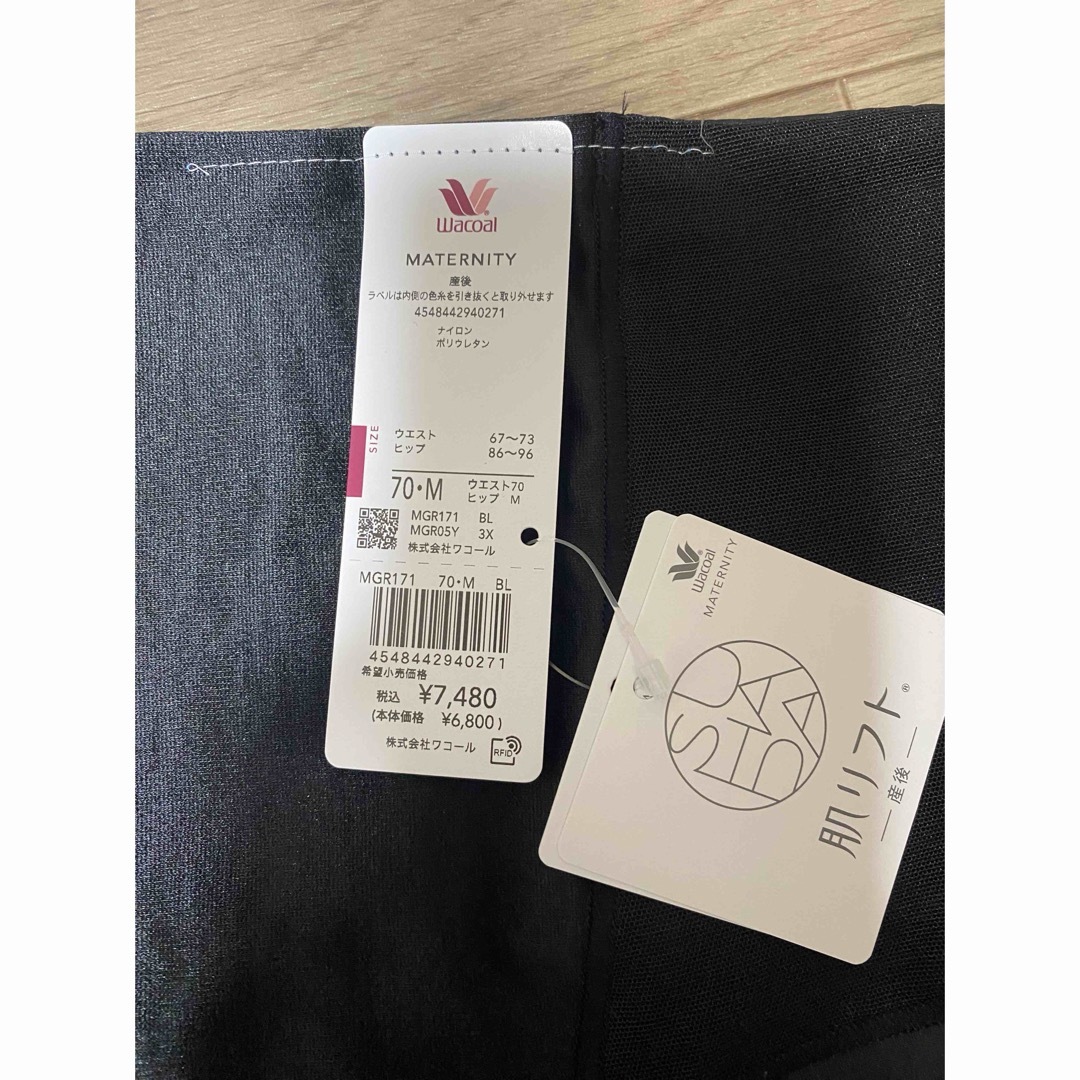 Wacoal
MATERNITY
産後
ラベルは内側の色糸を引き抜くと取り外せます
4548442940271
ナイロン
ポリウレタン
SIZE
ウエスト 67〜73
ヒップ 86〜96
70・M ウエスト70
ヒップ M
MGR171 BL
MGR05Y 3X
株式会社ワコール
MGR171 70・M BL
4548442940271
希望小売価格
税込 ¥7,480
(本体価格 ¥6,800)
株式会社ワコール
RFID
Wacoal
MATERNITY
SUHADA
肌リフト®
産後